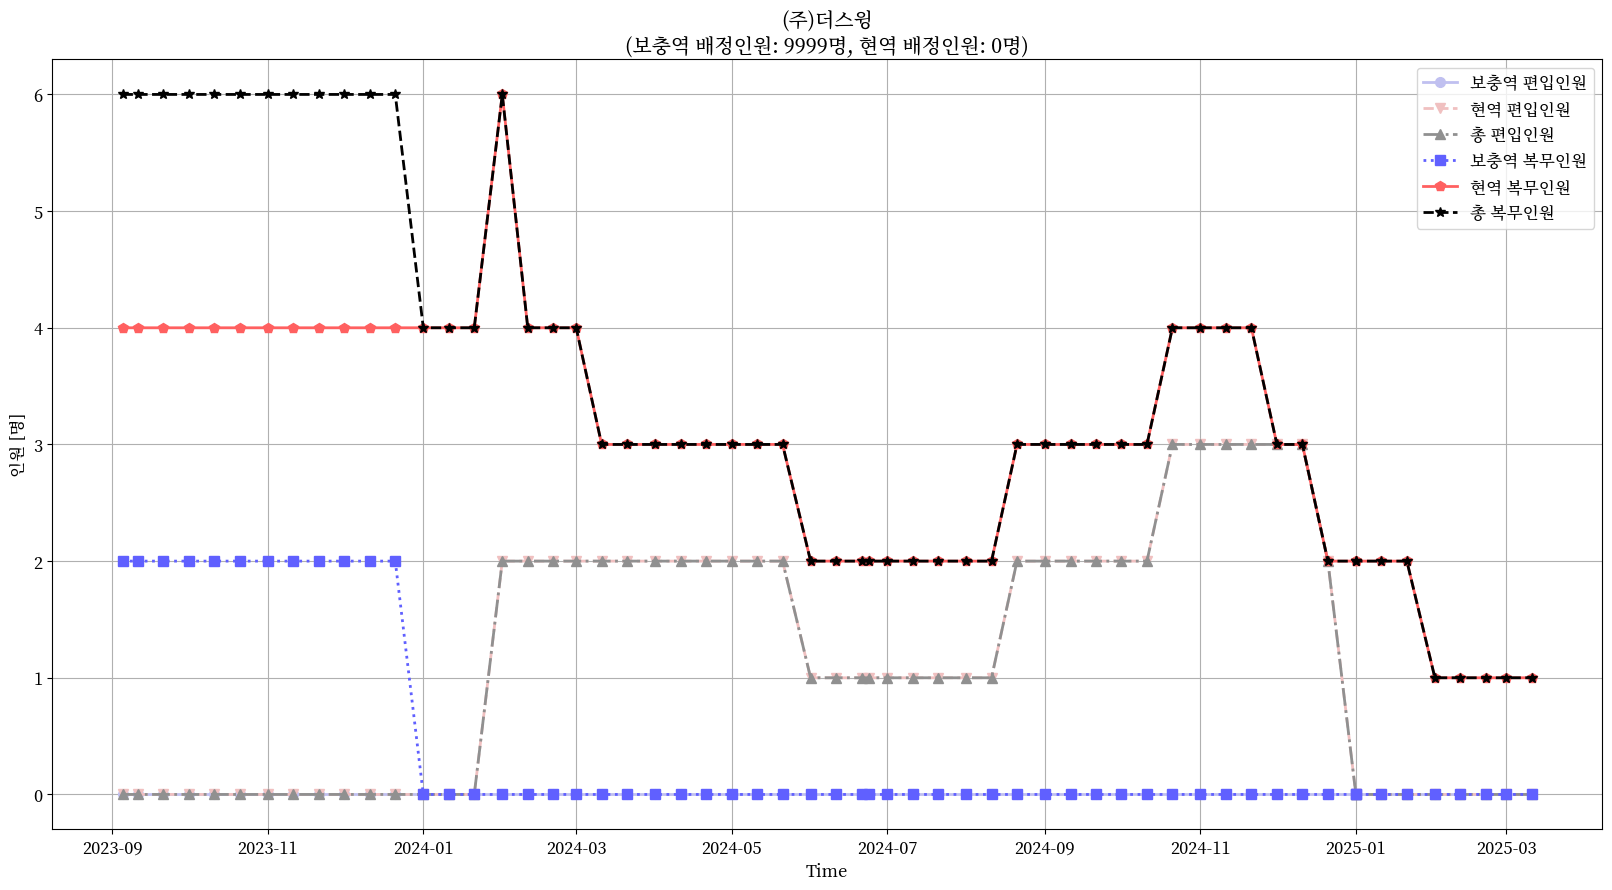 (주)더스윙
(보충역 배정인원: 9999명, 현역 배정인원: 0명)
보충역 편입인원
현역 편입인원
총 편입인원
보충역 복무인원
현역 복무인원
총 복무인원
인원 [명]
6
5
4
3
2
1
0
2023-09
2023-11
2024-01
2024-03
2024-05
2024-07
2024-09
2024-11
2025-01
2025-03
Time